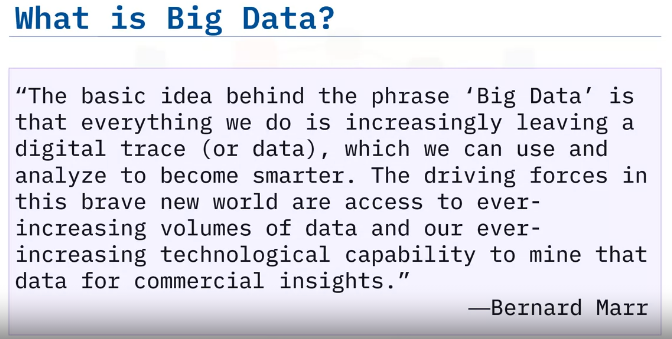 What is Big Data?
“The basic idea behind the phrase ‘Big Data’ is
that everything we do is increasingly leaving a
digital trace (or data), which we can use and
analyze to become smarter. The driving forces in
this brave new world are access to ever-
increasing volumes of data and our ever-
increasing technological capability to mine that
data for commercial insights.”
—Bernard Marr